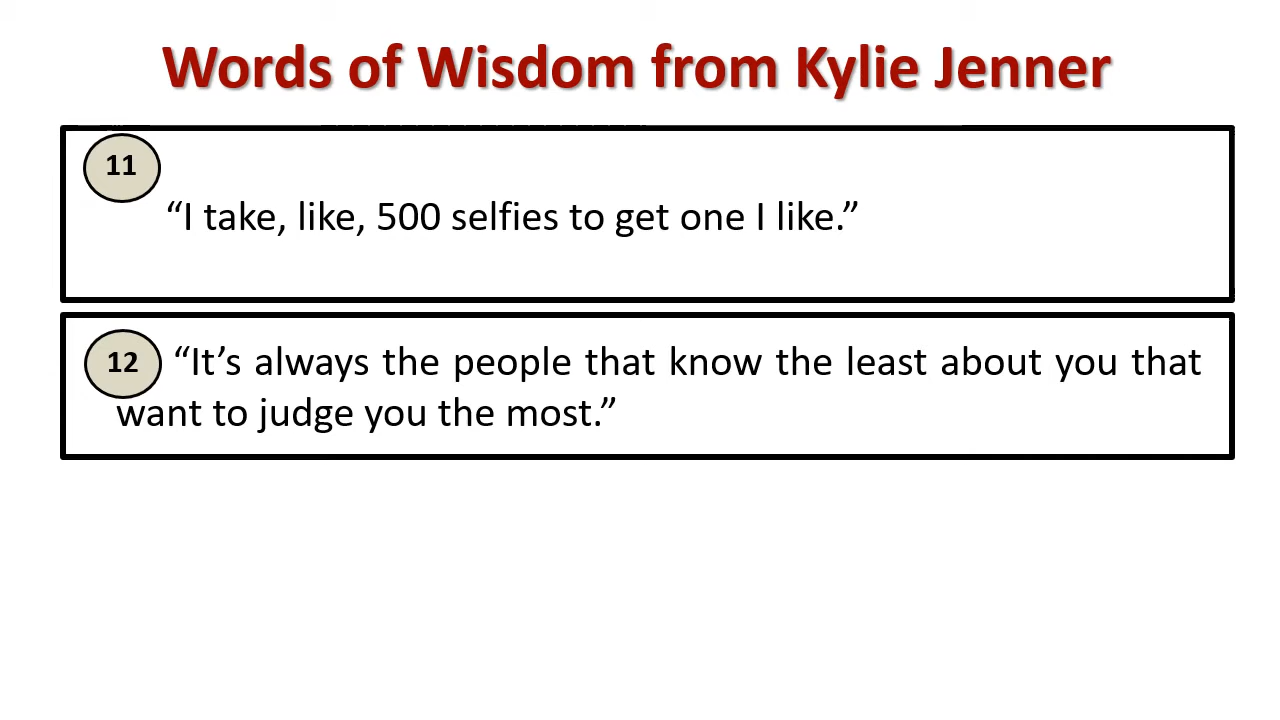 Words of Wisdom from Kylie Jenner
11
“I take, like, 500 selfies to get one I like.”
12
“It’s always the people that know the least about you that
want to judge you the most.”